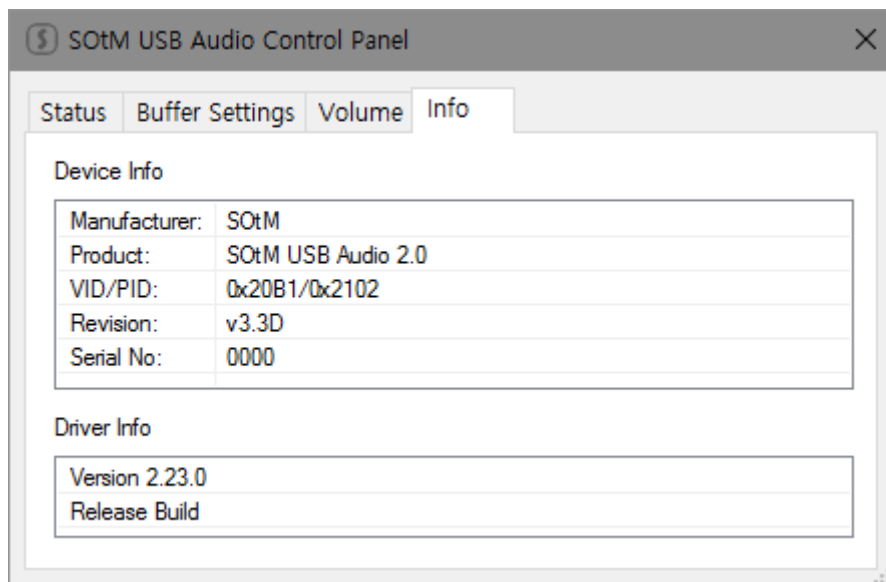 SOtM USB Audio Control Panel
Status Buffer Settings Volume Info
Device Info
Manufacturer: SOtM
Product: SOtM USB Audio 2.0
VID/PID: 0x20B1/0x2102
Revision: v3.3D
Serial No: 0000
Driver Info
Version 2.23.0
Release Build